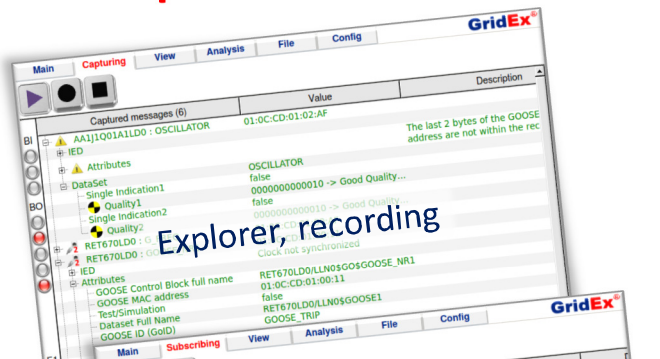 GridEx®
Main Capturing View Analysis File Config
Captured messages (6) Value Description
BI
AA1J1Q01A1LD0 : OSCILLATOR 01:0C:CD:01:02:AF The last 2 bytes of the GOOSE
IED address are not within the rec
Attributes
DataSet OSCILLATOR
Single Indication1 false
BO
Quality1 0000000000010 -> Good Quality...
Single Indication2 false
Quality2 0000000000010 -> Good Quality...
RET670LD0 :
RET670LD0 :
Explorer, recording
IED Clock not synchronized
Attributes
GOOSE Control Block full name RET670LD0/LLN0$GO$GOOSE_NR1
GOOSE MAC address 01:0C:CD:01:00:11
Test/Simulation false
Dataset Full Name RET670LD0/LLN0$GOOSE1
GOOSE ID (GoID) GOOSE_TRIP
GridEx®
Main Subscribing View Analysis File Config